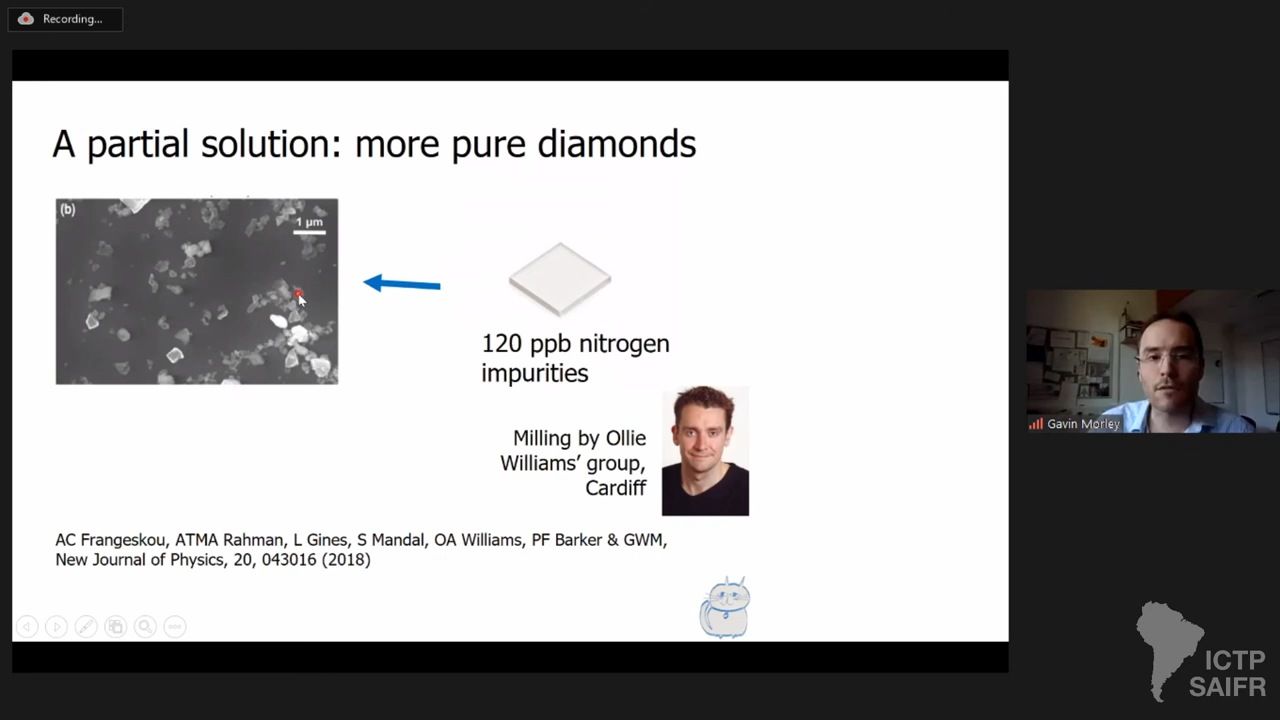 Recording...
A partial solution: more pure diamonds
(b)
1 μm
120 ppb nitrogen
impurities
Milling by Ollie
Williams’ group,
Cardiff
AC Frangeskou, ATMA Rahman, L Gines, S Mandal, OA Williams, PF Barker & GWM,
New Journal of Physics, 20, 043016 (2018)
Gavin Morley
ICTP
SAIFR